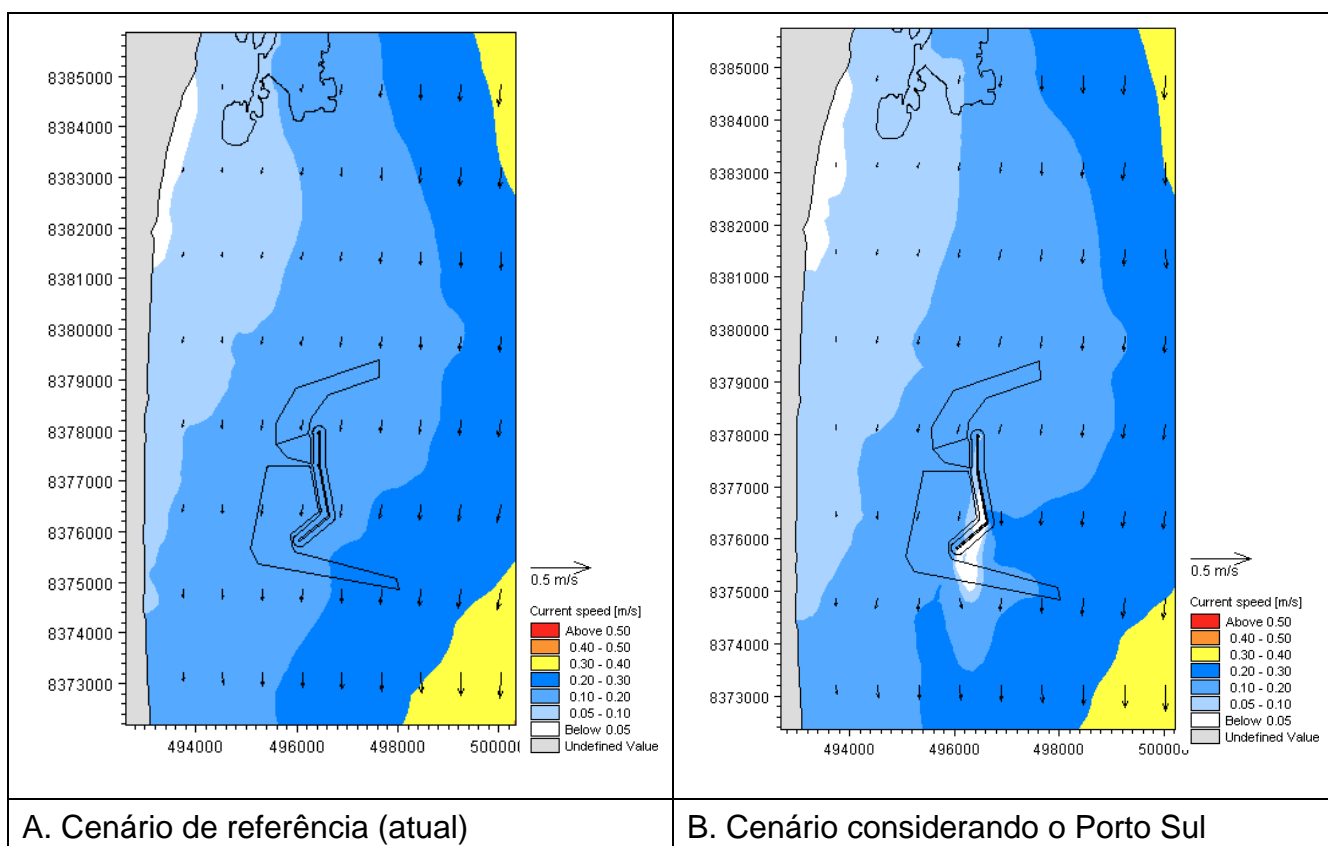 8385000
8384000
8383000
8382000
8381000
8380000
8379000
8378000
8377000
8376000
8375000
8374000
8373000
494000 496000 498000 500000
0.5 m/s
Current speed [m/s]
Above 0.50
0.40 - 0.50
0.30 - 0.40
0.20 - 0.30
0.10 - 0.20
0.05 - 0.10
Below 0.05
Undefined Value
A. Cenário de referência (atual)
8385000
8384000
8383000
8382000
8381000
8380000
8379000
8378000
8377000
8376000
8375000
8374000
8373000
494000 496000 498000
0.5 m/s
Current speed [m/s]
Above 0.50
0.40 - 0.50
0.30 - 0.40
0.20 - 0.30
0.10 - 0.20
0.05 - 0.10
Below 0.05
Undefined Value
B. Cenário considerando o Porto Sul